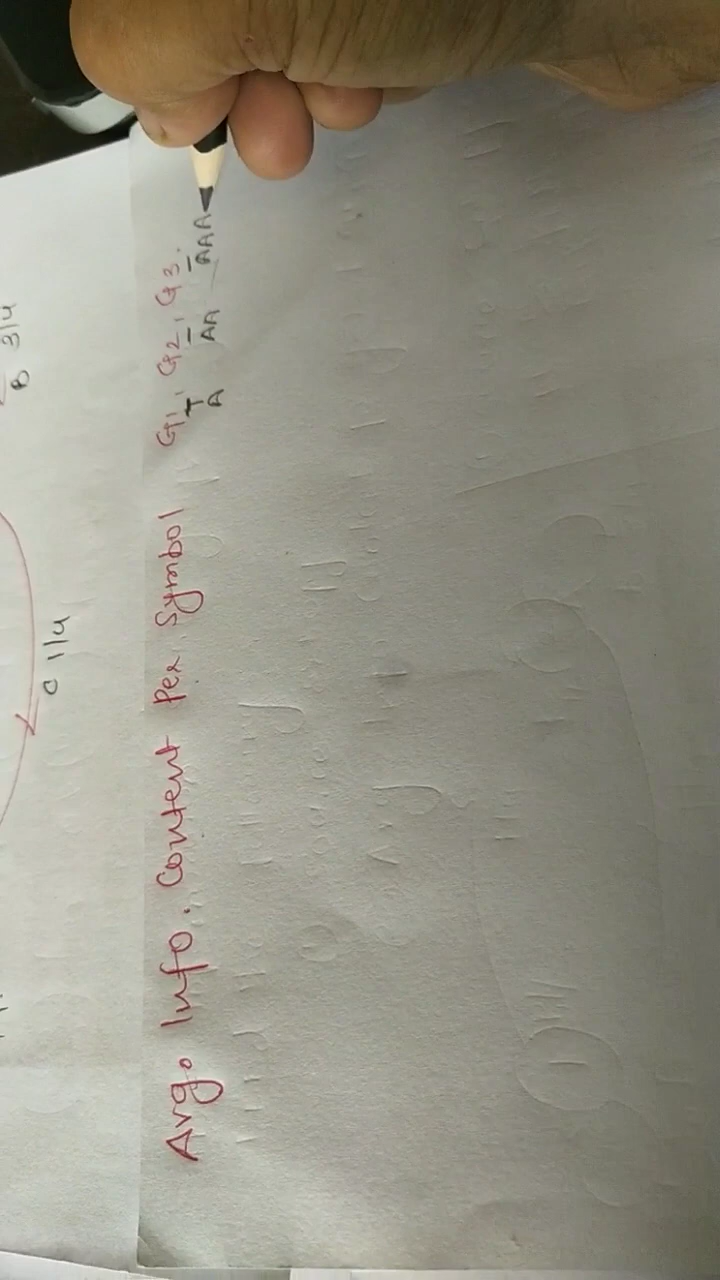 B 3/4
C 1/4
Avg. Info. Content Per Symbol G1, G2, G3.
A AA AAA